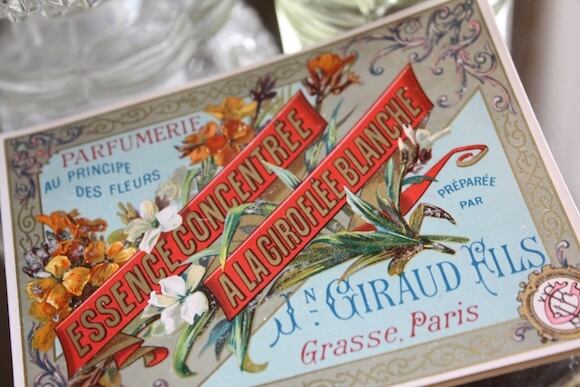 PARFUMERIE
AU PRINCIPE
DES FLEURS
ESSENCE CONCENTRÉE
A LA GIROFLÉE BLANCHE
PRÉPARÉE
PAR
JN GIRAUD FILS
Grasse, Paris